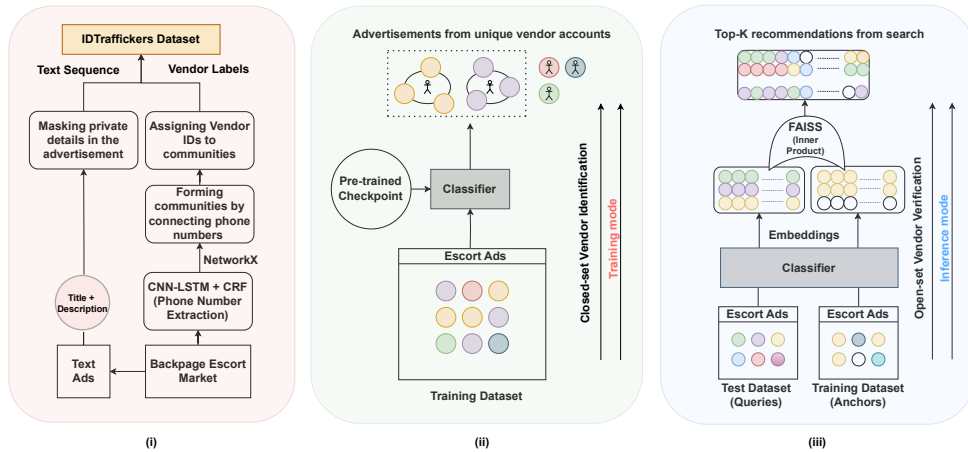 IDTraffickers Dataset
Text Sequence
Vendor Labels
Masking private
details in the
advertisement
Assigning Vendor
IDs to
communities
Forming
communities by
connecting phone
numbers
NetworkX
Title +
Description
CNN-LSTM + CRF
(Phone Number
Extraction)
Text
Ads
Backpage Escort
Market
(i)
Advertisements from unique vendor accounts
Pre-trained
Checkpoint
Classifier
Escort Ads
Training Dataset
Closed-set Vendor Identification
Training mode
(ii)
Top-K recommendations from search
FAISS
(Inner
Product)
Embeddings
Classifier
Escort Ads
Escort Ads
Test Dataset
(Queries)
Training Dataset
(Anchors)
Open-set Vendor Verification
Inference mode
(iii)